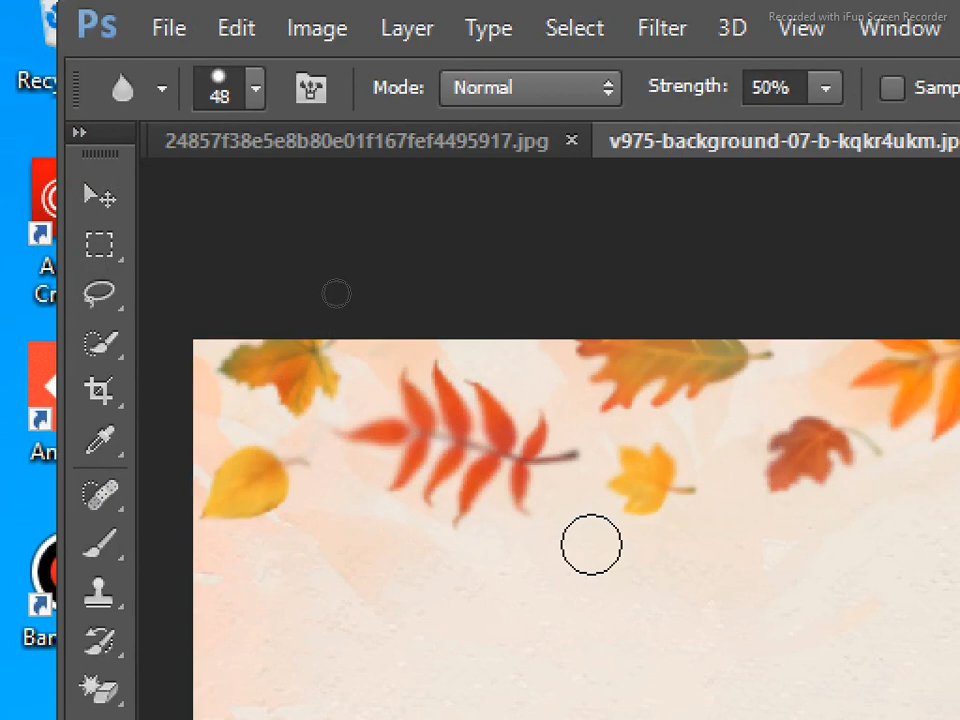 Recorded with iFun Screen Recorder
Ps File Edit Image Layer Type Select Filter 3D View Window
48 Mode: Normal Strength: 50% Samp
24857f38e5e8b80e01f167fef4495917.jpg × v975-background-07-b-kqkr4ukm.jp
Recy
A
Cr
An
Ban